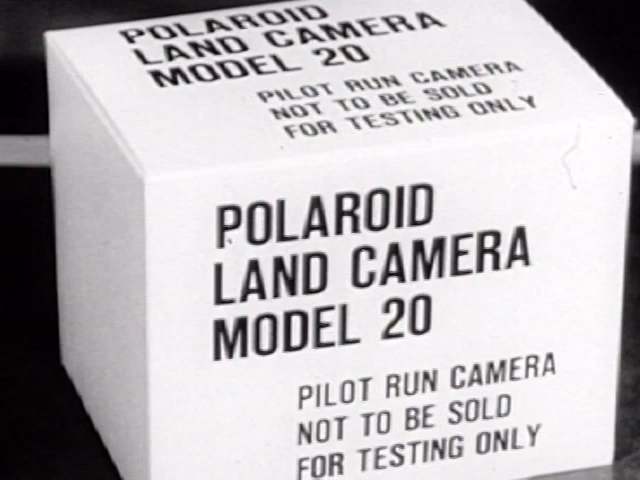 POLAROID
LAND CAMERA
MODEL 20
PILOT RUN CAMERA
NOT TO BE SOLD
FOR TESTING ONLY
POLAROID
LAND CAMERA
MODEL 20
PILOT RUN CAMERA
NOT TO BE SOLD
FOR TESTING ONLY